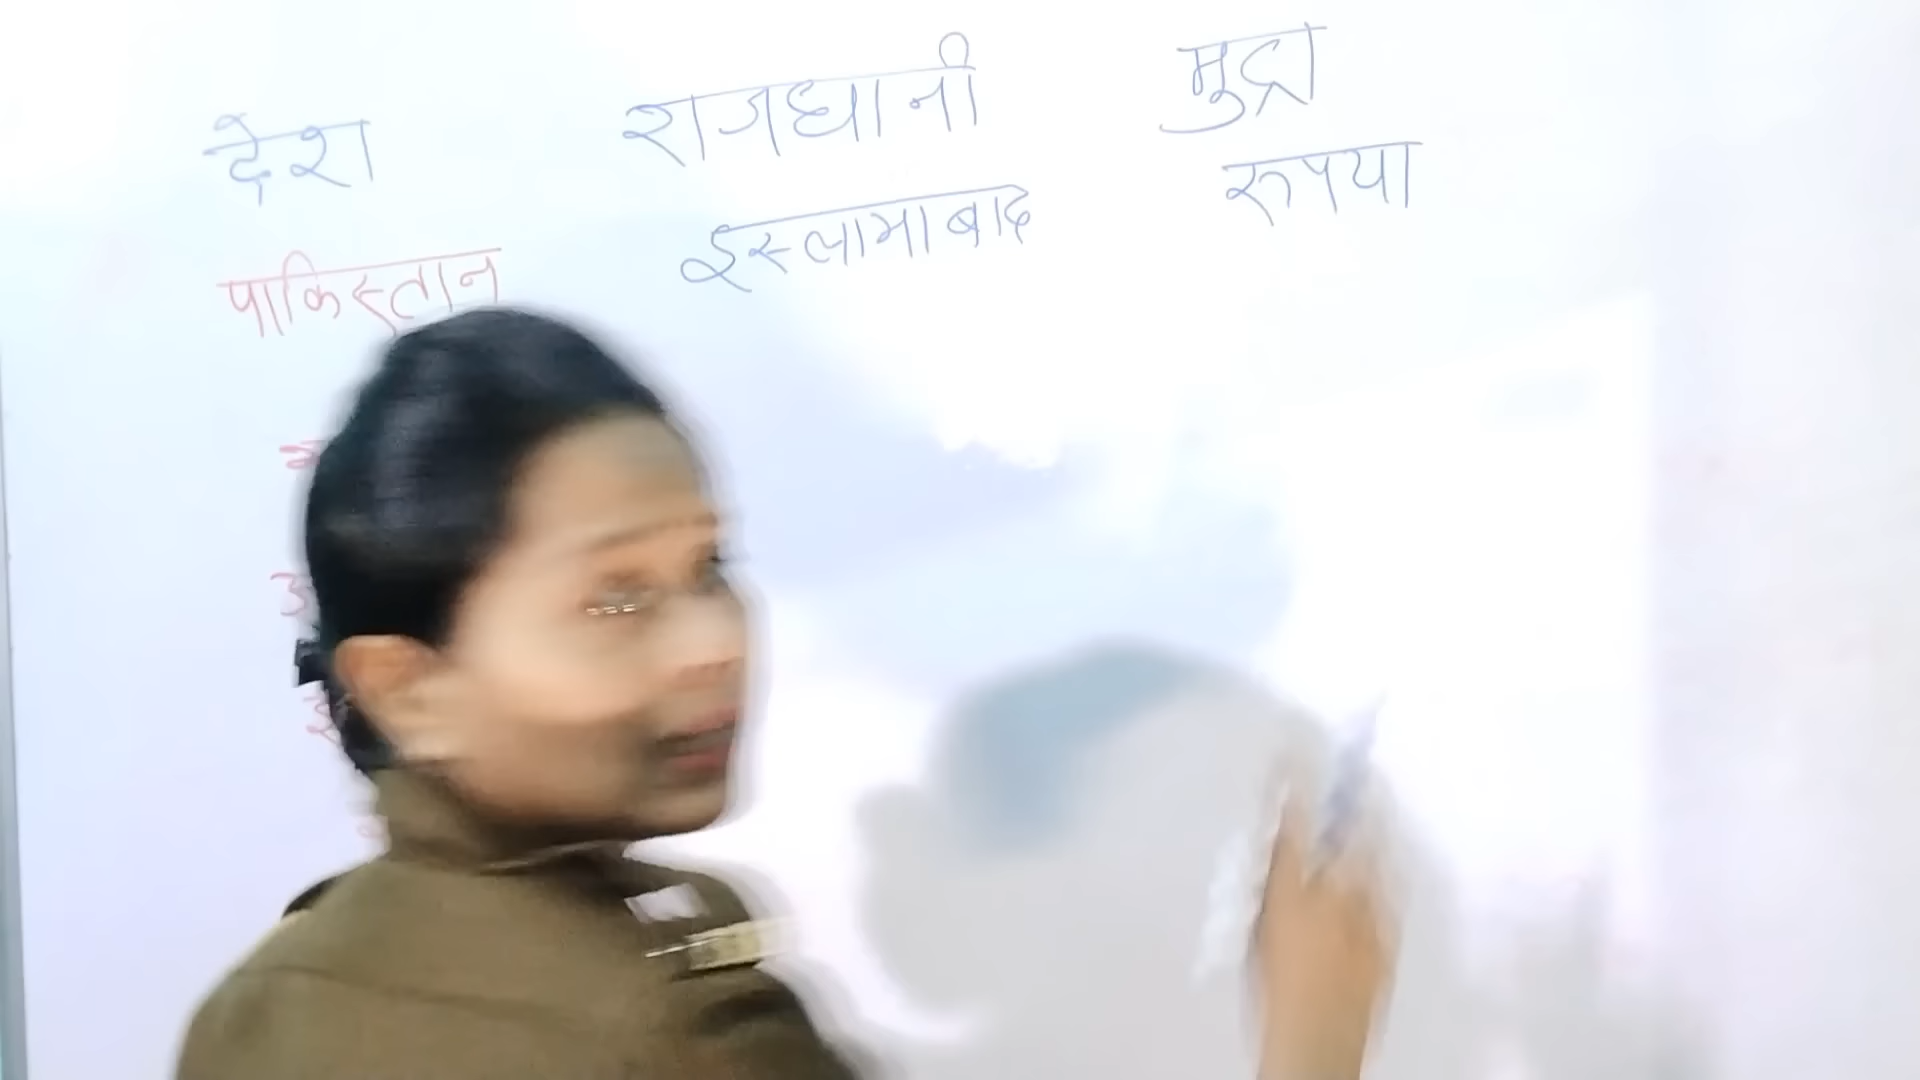 देश राजधानी मुद्रा
पाकिस्तान इस्लामाबाद रूपया